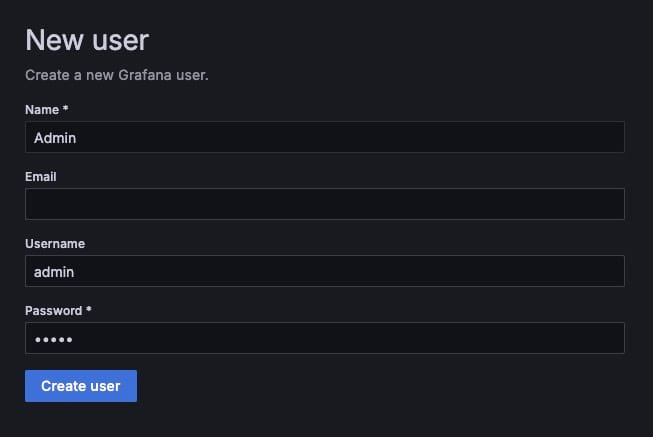 New user
Create a new Grafana user.
Name *
Admin
Email
Username
admin
Password *
•••••
Create user